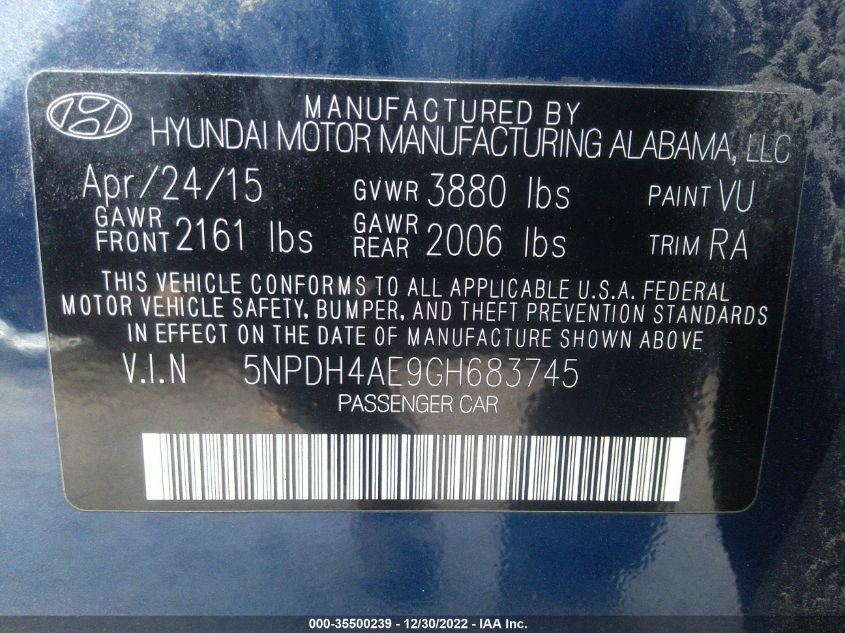 MANUFACTURED BY
HYUNDAI MOTOR MANUFACTURING ALABAMA, LLC
Apr/24/15 GVWR 3880 lbs PAINT VU
GAWR FRONT 2161 lbs GAWR REAR 2006 lbs TRIM RA
THIS VEHICLE CONFORMS TO ALL APPLICABLE U.S.A. FEDERAL
MOTOR VEHICLE SAFETY, BUMPER, AND THEFT PREVENTION STANDARDS
IN EFFECT ON THE DATE OF MANUFACTURE SHOWN ABOVE
V.I.N 5NPDH4AE9GH683745
PASSENGER CAR
000-35500239 - 12/30/2022 - IAA Inc.